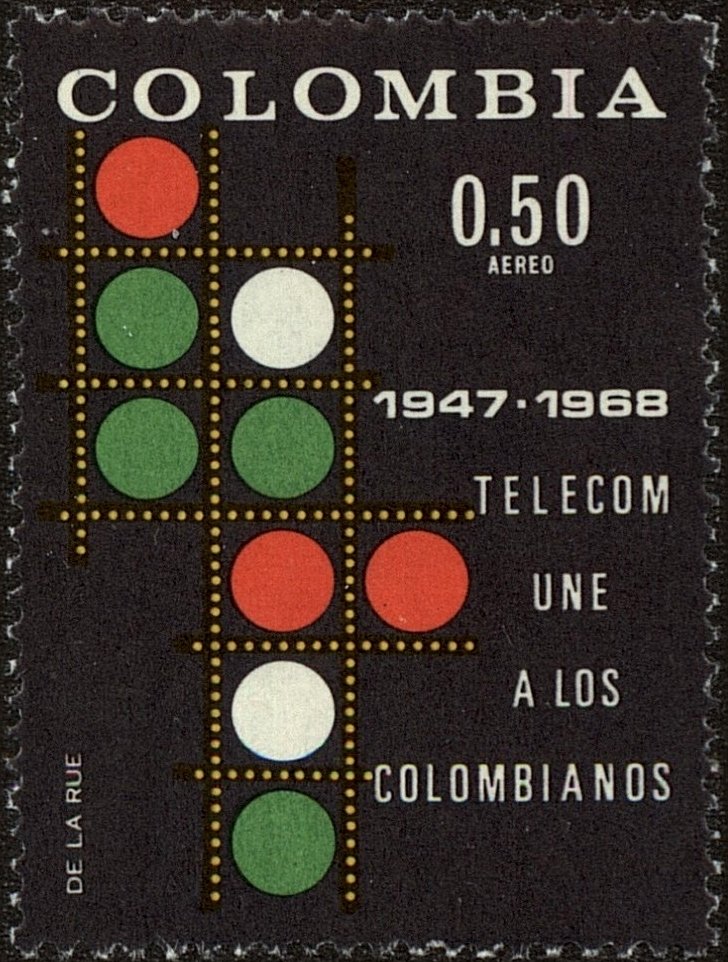 COLOMBIA
0.50
AEREO
1947·1968
TELECOM
UNE
A LOS
COLOMBIANOS
DE LA RUE